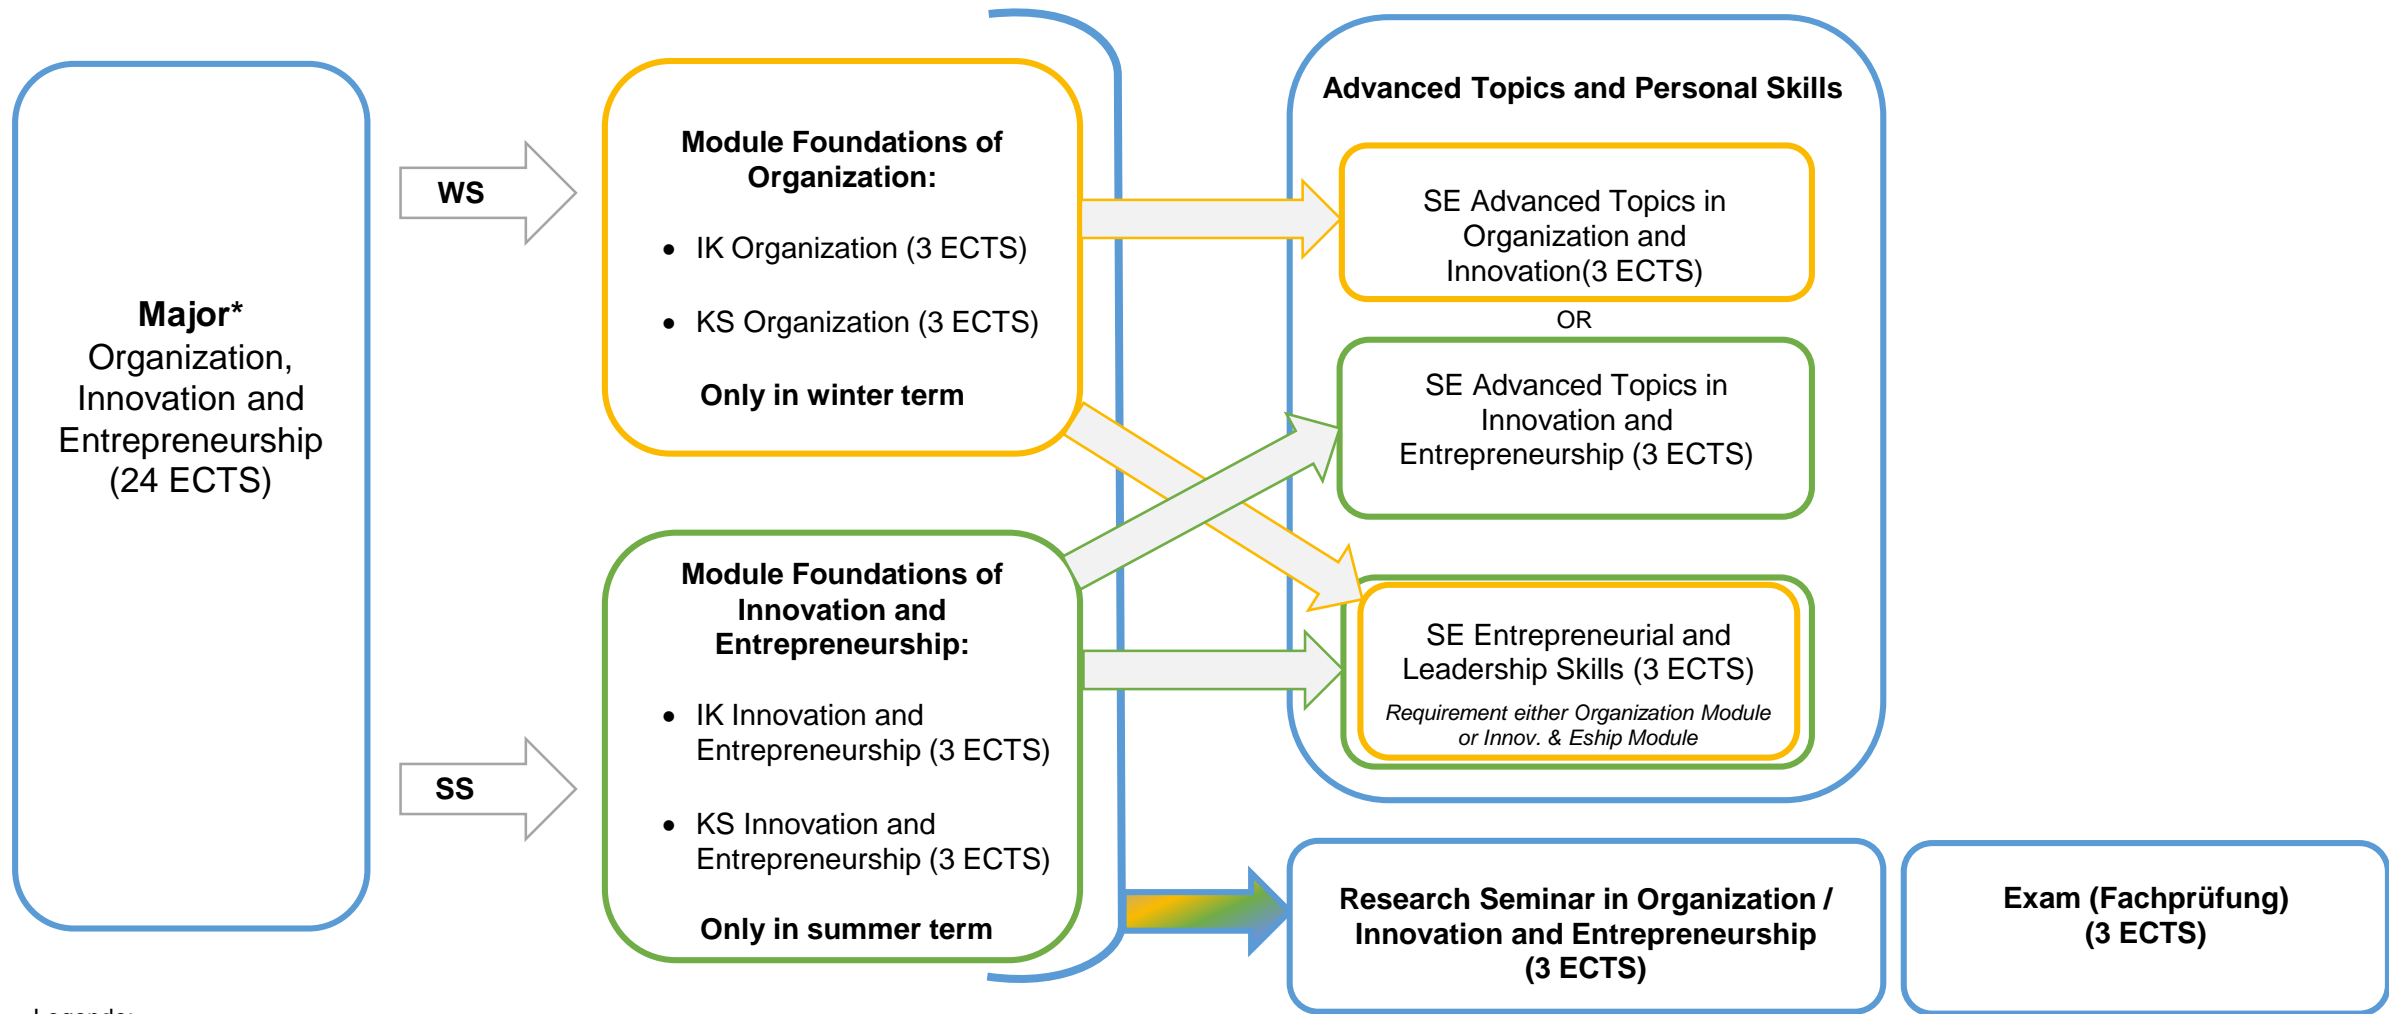 Major*
Organization,
Innovation and
Entrepreneurship
(24 ECTS)
WS
SS
Module Foundations of
Organization:
• IK Organization (3 ECTS)
• KS Organization (3 ECTS)
Only in winter term
Module Foundations of
Innovation and
Entrepreneurship:
• IK Innovation and
Entrepreneurship (3 ECTS)
• KS Innovation and
Entrepreneurship (3 ECTS)
Only in summer term
Advanced Topics and Personal Skills
SE Advanced Topics in
Organization and
Innovation(3 ECTS)
OR
SE Advanced Topics in
Innovation and
Entrepreneurship (3 ECTS)
SE Entrepreneurial and
Leadership Skills (3 ECTS)
Requirement either Organization Module
or Innov. & Eship Module
Research Seminar in Organization /
Innovation and Entrepreneurship
(3 ECTS)
Exam (Fachprüfung)
(3 ECTS)